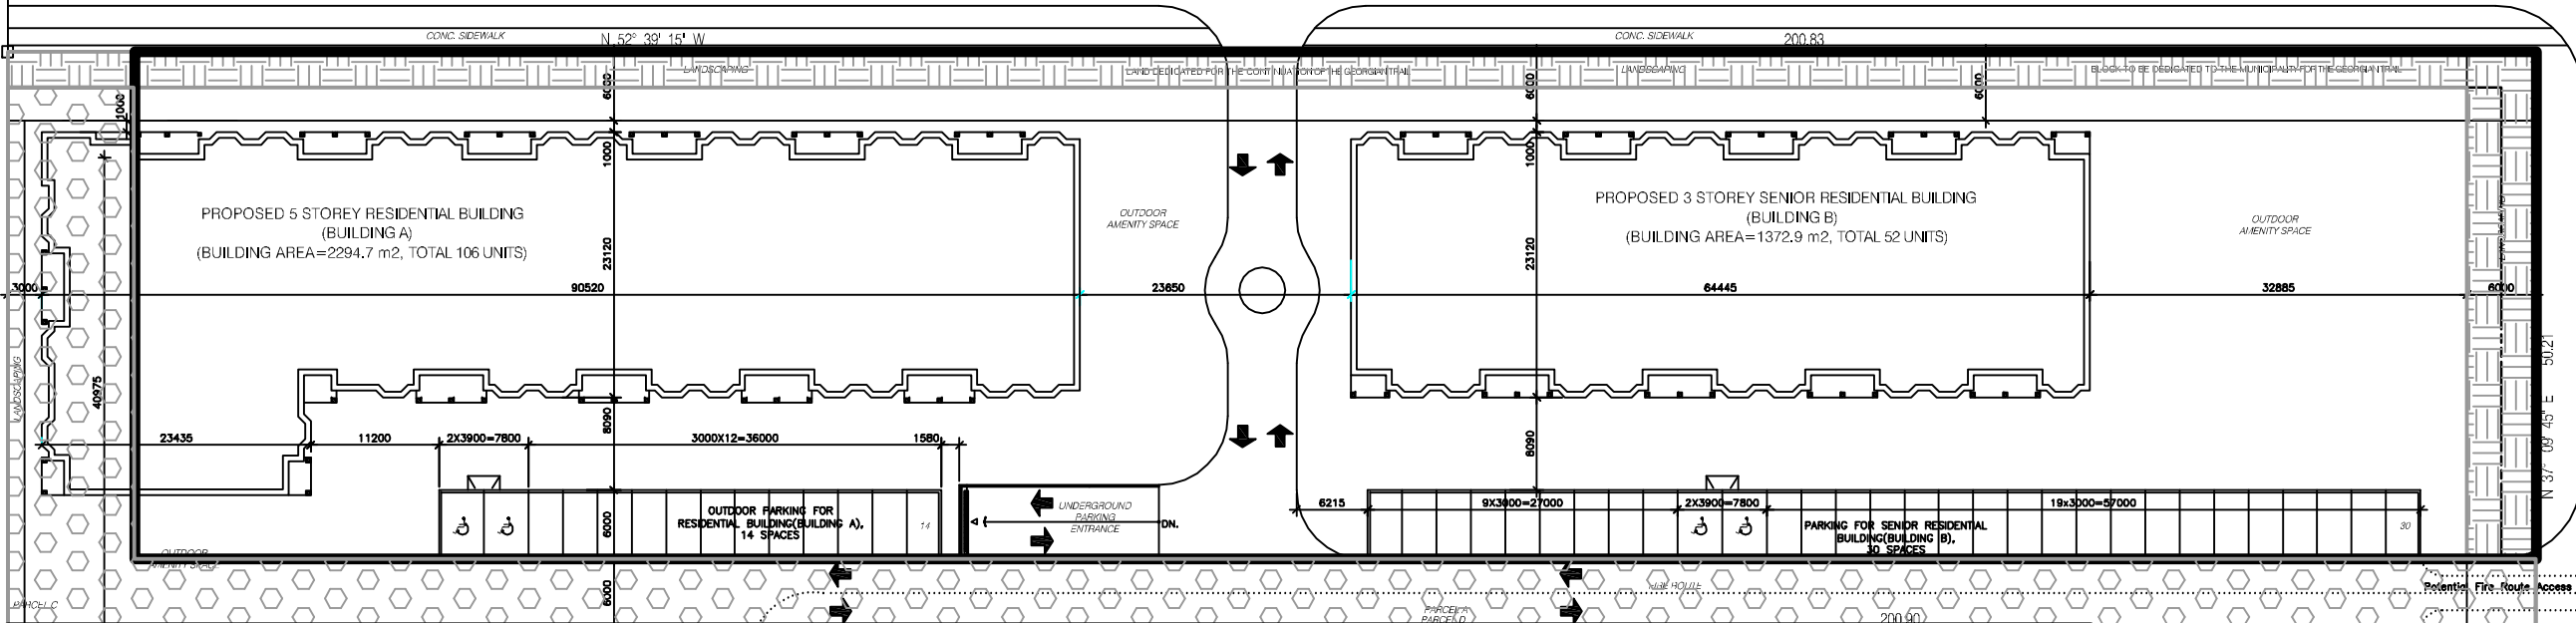 CONC. SIDEWALK
N 52° 39' 15" W
CONC. SIDEWALK
200.83
LANDSCAPING
LAND DEDICATED FOR THE CONTINUATION OF THE GEORGIAN TRAIL
LANDSCAPING
BLOCK TO BE DEDICATED TO THE MUNICIPALITY FOR THE GEORGIAN TRAIL
6000
6000
6000
1000
1000
1000
PROPOSED 5 STOREY RESIDENTIAL BUILDING
(BUILDING A)
(BUILDING AREA=2294.7 m2, TOTAL 106 UNITS)
OUTDOOR
AMENITY SPACE
PROPOSED 3 STOREY SENIOR RESIDENTIAL BUILDING
(BUILDING B)
(BUILDING AREA=1372.9 m2, TOTAL 52 UNITS)
OUTDOOR
AMENITY SPACE
23120
23120
3000
90520
23650
64445
32885
6000
LANDSCAPING
40975
50.21
N 37° 09' 45" E
23435
11200
2X3900=7800
8090
3000X12=36000
1580
8090
OUTDOOR PARKING FOR
RESIDENTIAL BUILDING(BUILDING A),
14 SPACES
14
6000
UNDERGROUND
PARKING
ENTRANCE
DN.
6215
9X3000=27000
2X3900=7800
19x3000=57000
PARKING FOR SENIOR RESIDENTIAL
BUILDING(BUILDING B),
30 SPACES
30
OUTDOOR
AMENITY SPACE
6000
FIRE ROUTE
Potential Fire Route Access
PARCEL C
PARCEL A
PARCEL D
200.90